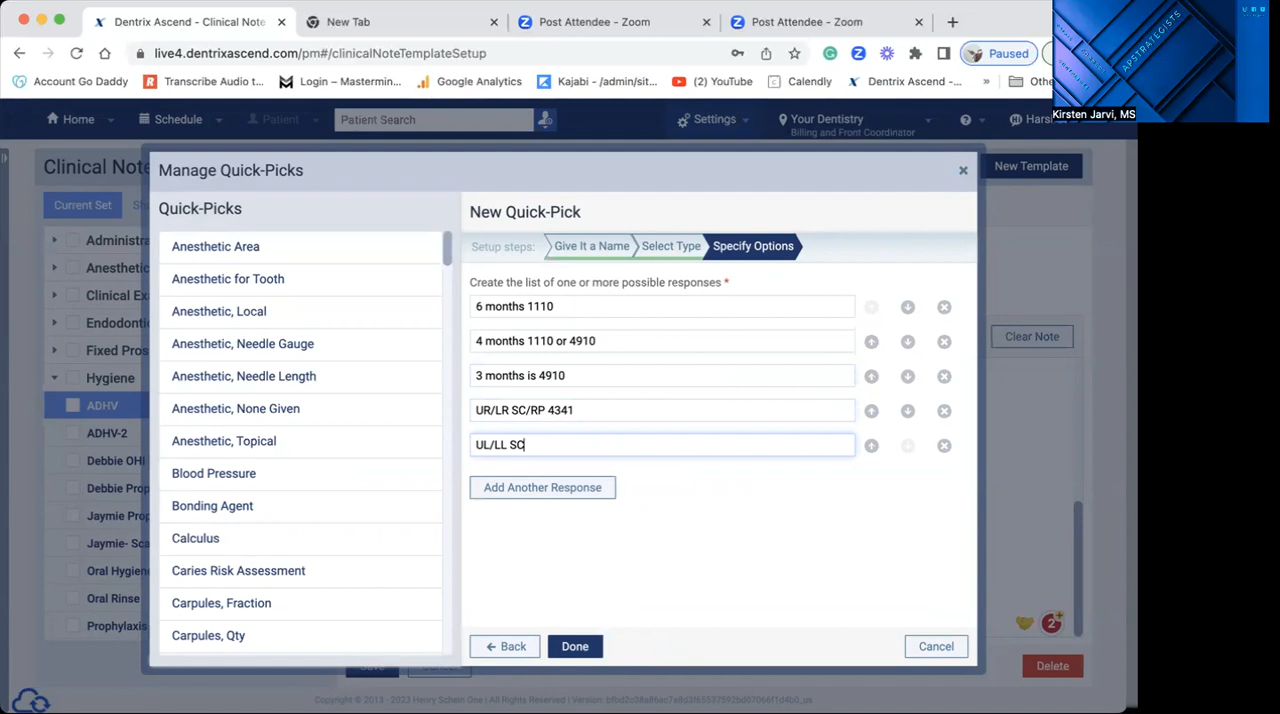 Dentrix Ascend - Clinical Note
New Tab
Post Attendee - Zoom
Post Attendee - Zoom
live4.dentrixascend.com/pm#/clinicalNoteTemplateSetup
Paused
Account Go Daddy
Transcribe Audio t...
Login – Mastermin...
Google Analytics
Kajabi - /admin/sit...
(2) YouTube
Calendly
Dentrix Ascend -...
»
APSTRATEGISTS
Kirsten Jarvi, MS
Home
Schedule
Patient
Patient Search
Settings
Your Dentistry
Billing and Front Coordinator
Clinical Note
New Template
Current Set
Manage Quick-Picks
Quick-Picks
Anesthetic Area
Anesthetic for Tooth
Anesthetic, Local
Anesthetic, Needle Gauge
Anesthetic, Needle Length
Anesthetic, None Given
Anesthetic, Topical
Blood Pressure
Bonding Agent
Calculus
Caries Risk Assessment
Carpules, Fraction
Carpules, Qty
New Quick-Pick
Setup steps:
Give It a Name
Select Type
Specify Options
Create the list of one or more possible responses *
6 months 1110
4 months 1110 or 4910
3 months is 4910
UR/LR SC/RP 4341
UL/LL SC
Add Another Response
Back
Done
Cancel
Administra
Anesthetic
Clinical Ex
Endodonti
Fixed Pros
Hygiene
ADHV
ADHV-2
Debbie OHI
Debbie Prop
Jaymie Prop
Jaymie- Sca
Oral Hygiene
Oral Rinse
Prophylaxis
Clear Note
2
Delete